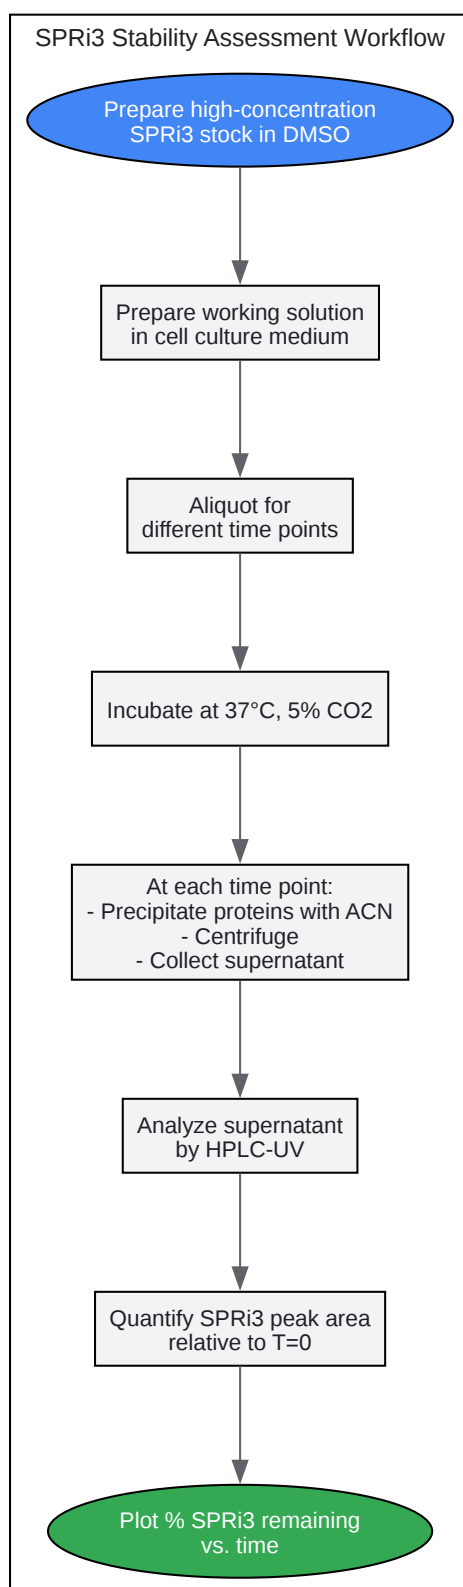 SPRi3 Stability Assessment Workflow
Prepare high-concentration
SPRi3 stock in DMSO
Prepare working solution
in cell culture medium
Aliquot for
different time points
Incubate at 37°C, 5% CO2
At each time point:
- Precipitate proteins with ACN
- Centrifuge
- Collect supernatant
Analyze supernatant
by HPLC-UV
Quantify SPRi3 peak area
relative to T=0
Plot % SPRi3 remaining
vs. time